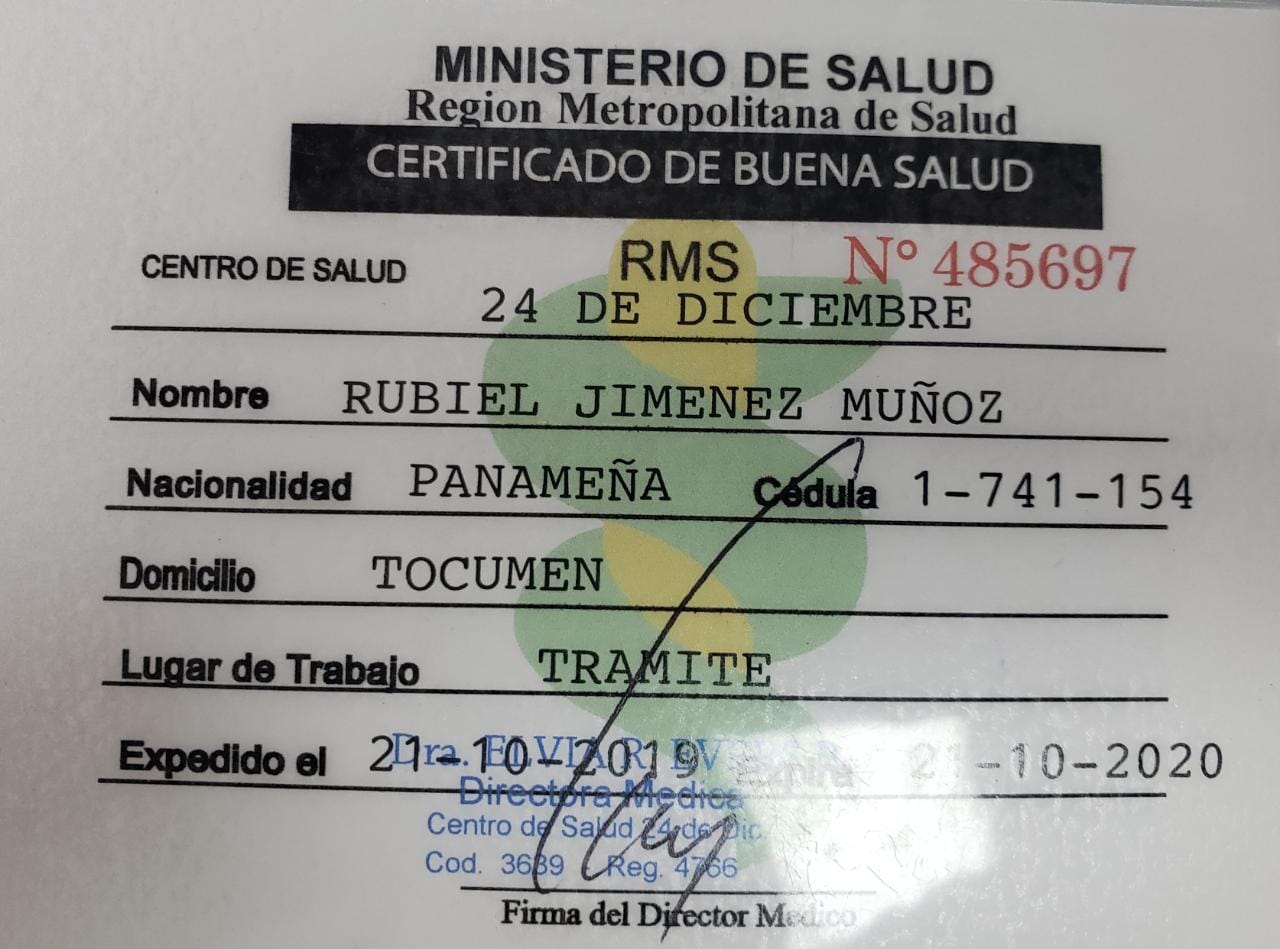 MINISTERIO DE SALUD
Region Metropolitana de Salud
CERTIFICADO DE BUENA SALUD
CENTRO DE SALUD RMS N° 485697
24 DE DICIEMBRE
Nombre RUBIEL JIMENEZ MUÑOZ
Nacionalidad PANAMEÑA Cédula 1-741-154
Domicilio TOCUMEN
Lugar de Trabajo TRAMITE
Expedido el 21-10-2019 Expira 21-10-2020
Dra. ELVIA R.
Directora Medica
Centro de Salud 24 de Dic.
Cod. 3689 Reg. 4766
Firma del Director Medico